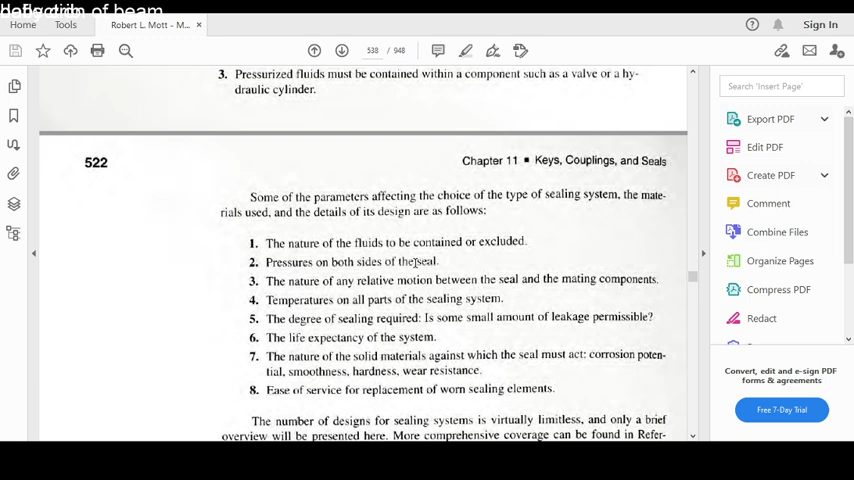 of beam
Home
Tools
Robert L. Mott - M...
×
Sign In
538 / 948
3. Pressurized fluids must be contained within a component such as a valve or a hy-
draulic cylinder.
522
Chapter 11 ▪ Keys, Couplings, and Seals
Some of the parameters affecting the choice of the type of sealing system, the mate-
rials used, and the details of its design are as follows:
1. The nature of the fluids to be contained or excluded.
2. Pressures on both sides of the seal.
3. The nature of any relative motion between the seal and the mating components.
4. Temperatures on all parts of the sealing system.
5. The degree of sealing required: Is some small amount of leakage permissible?
6. The life expectancy of the system.
7. The nature of the solid materials against which the seal must act: corrosion poten-
tial, smoothness, hardness, wear resistance.
8. Ease of service for replacement of worn sealing elements.
The number of designs for sealing systems is virtually limitless, and only a brief
overview will be presented here. More comprehensive coverage can be found in Refer-
Search 'Insert Page'
Export PDF
Edit PDF
Create PDF
Comment
Combine Files
Organize Pages
Compress PDF
Redact
Convert, edit and e-sign PDF
forms & agreements
Free 7-Day Trial